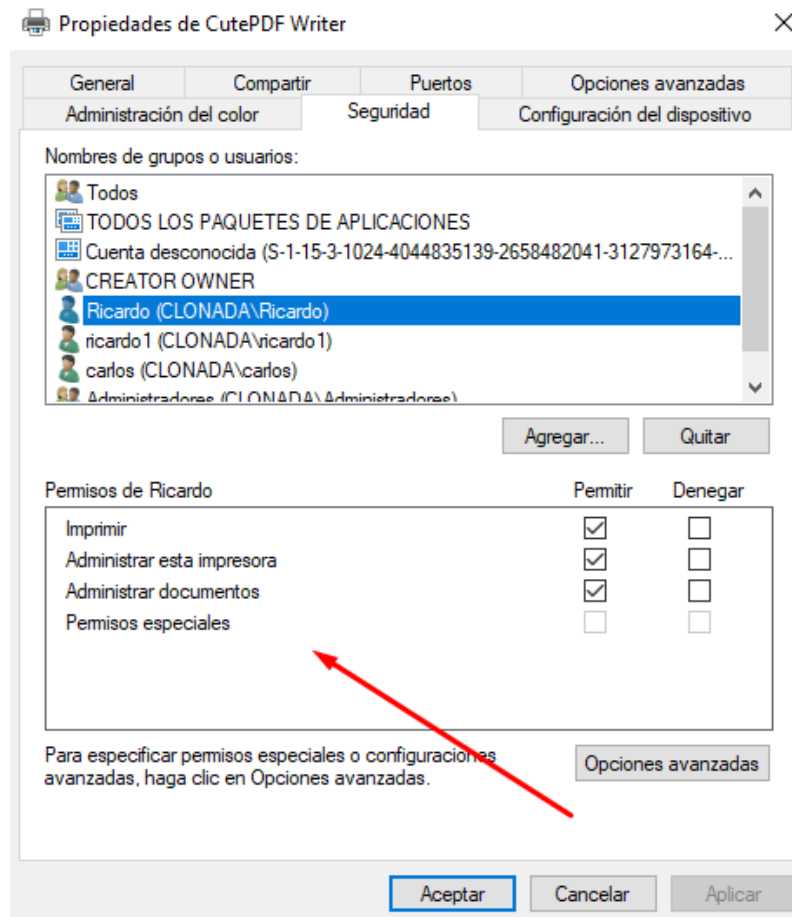 Propiedades de CutePDF Writer
General Compartir Puertos Opciones avanzadas
Administración del color Seguridad Configuración del dispositivo
Nombres de grupos o usuarios:
Todos
TODOS LOS PAQUETES DE APLICACIONES
Cuenta desconocida (S-1-15-3-1024-4044835139-2658482041-3127973164-...
CREATOR OWNER
Ricardo (CLONADA\Ricardo)
ricardo1 (CLONADA\ricardo1)
carlos (CLONADA\carlos)
Administradores (CLONADA\Administradores)
Agregar... Quitar
Permisos de Ricardo Permitir Denegar
Imprimir
Administrar esta impresora
Administrar documentos
Permisos especiales
Para especificar permisos especiales o configuraciones
avanzadas, haga clic en Opciones avanzadas.
Opciones avanzadas
Aceptar Cancelar Aplicar